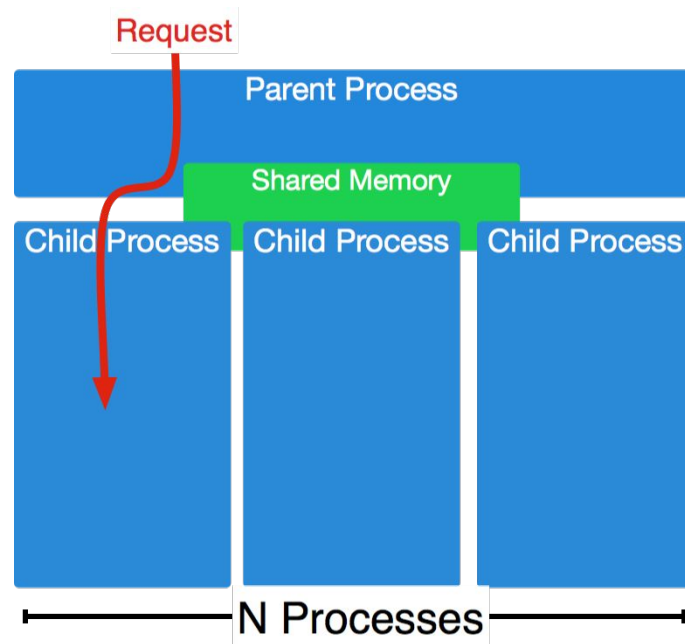 Request
Parent Process
Shared Memory
Child Process Child Process Child Process
N Processes